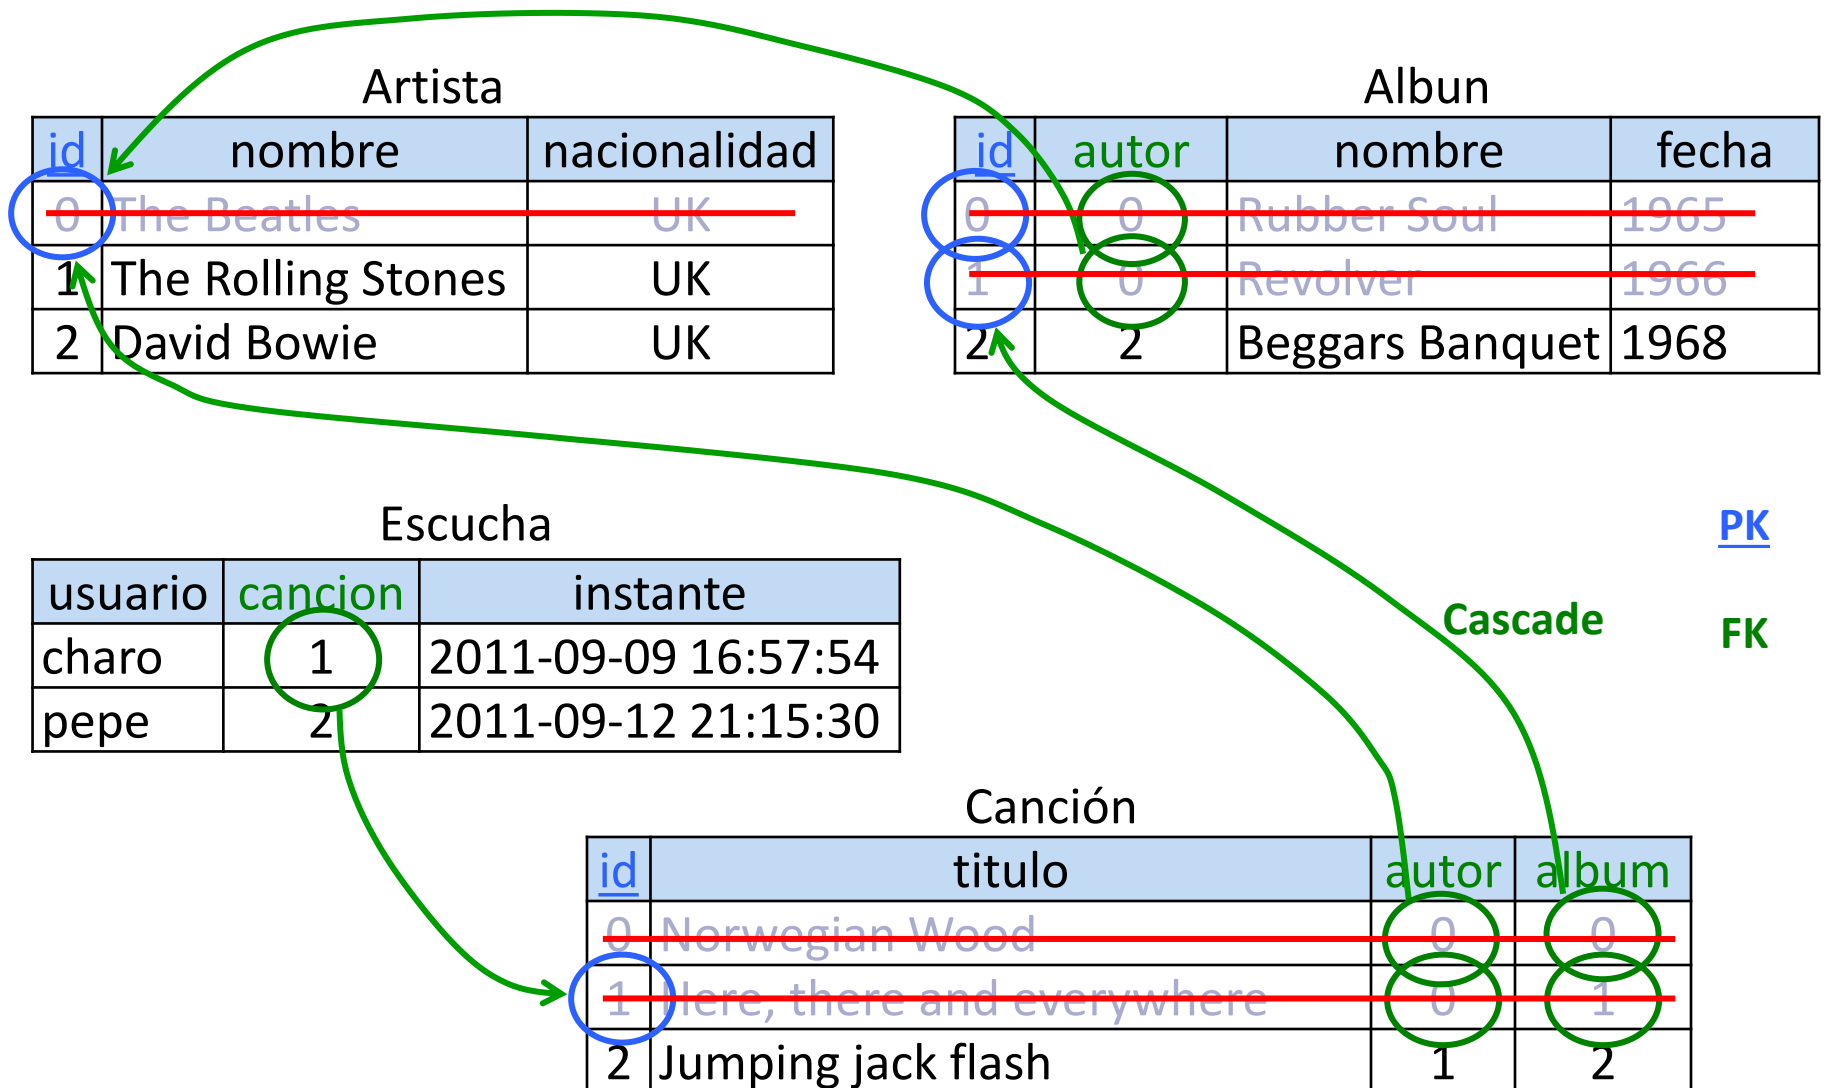 Artista
id nombre nacionalidad
0 The Beatles UK
1 The Rolling Stones UK
2 David Bowie UK
Albun
id autor nombre fecha
0 0 Rubber Soul 1965
1 0 Revolver 1966
2 2 Beggars Banquet 1968
Escucha
usuario cancion instante
charo 1 2011-09-09 16:57:54
pepe 2 2011-09-12 21:15:30
PK
Cascade
FK
Canción
id titulo autor album
0 Norwegian Wood 0 0
1 Here, there and everywhere 0 1
2 Jumping jack flash 1 2